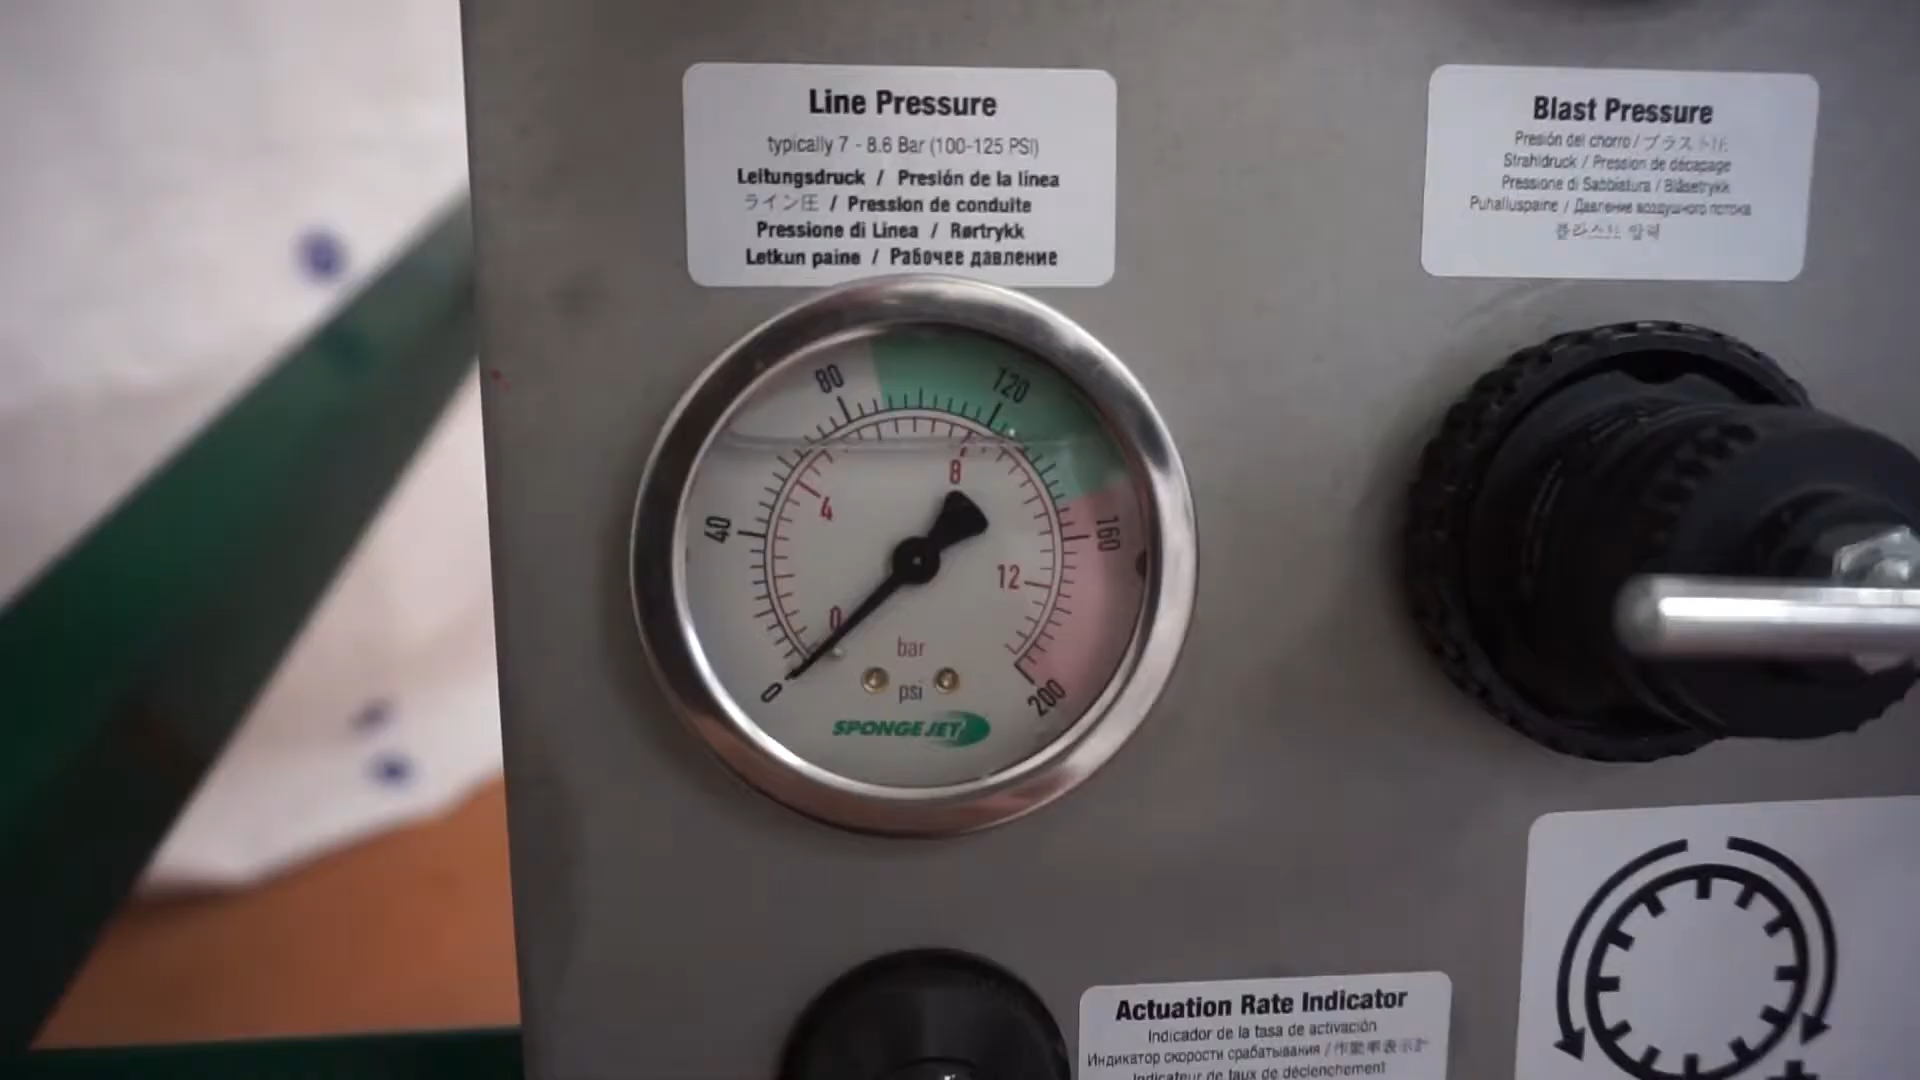 Line Pressure
typically 7 - 8.6 Bar (100-125 PSI)
Leitungsdruck / Presión de la línea
ライン圧 / Pression de conduite
Pressione di Linea / Rørtrykk
Letkun paine / Рабочее давление
Blast Pressure
Presión del chorro / ブラスト圧
Strahldruck / Pression de décapage
Pressione di Sabbiatura / Blåsetrykk
Puhalluspaine / Давление воздушного потока
블라스트 압력
0
40
80
120
160
200
0
4
8
12
bar
psi
SPONGE JET
Actuation Rate Indicator
Indicador de la tasa de activación
Индикатор скорости срабатывания / 作動率表示計
Indicateur de taux de déclenchement